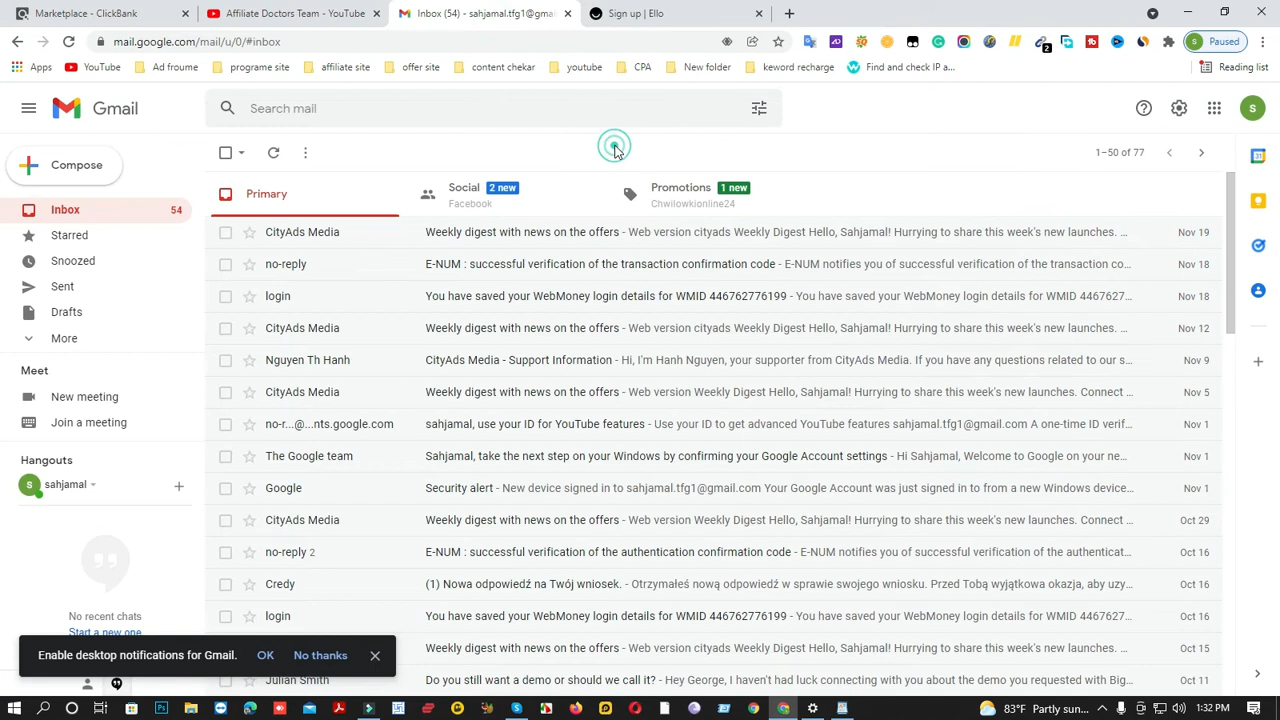 Marketplace - ClickBank
Affiliate Doctors Team - YouTube
Inbox (54) - sahjamal.tfg1@gmai
Sign up | Ello
mail.google.com/mail/u/0/#inbox
2
S Paused
Apps
YouTube
Ad froume
programe site
affiliate site
offer site
content chekar
youtube
CPA
New folder
keword recharge
Find and check IP a...
Reading list
Gmail
Search mail
S
Compose
1–50 of 77
Primary
Social 2 new
Facebook
Promotions 1 new
Chwilowkionline24
Inbox 54
Starred
Snoozed
Sent
Drafts
More
Meet
New meeting
Join a meeting
Hangouts
S sahjamal
No recent chats
Start a new one
CityAds Media Weekly digest with news on the offers - Web version cityads Weekly Digest Hello, Sahjamal! Hurrying to share this week's new launches. … Nov 19
no-reply E-NUM : successful verification of the transaction confirmation code - E-NUM notifies you of successful verification of the transaction co… Nov 18
login You have saved your WebMoney login details for WMID 446762776199 - You have saved your WebMoney login details for WMID 4467627… Nov 18
CityAds Media Weekly digest with news on the offers - Web version cityads Weekly Digest Hello, Sahjamal! Hurrying to share this week's new launches. … Nov 12
Nguyen Th Hanh CityAds Media - Support Information - Hi, I'm Hanh Nguyen, your supporter from CityAds Media. If you have any questions related to our s… Nov 9
CityAds Media Weekly digest with news on the offers - Web version Weekly Digest Hello, Sahjamal! Hurrying to share this week's new launches. Connect … Nov 5
no-r...@...nts.google.com sahjamal, use your ID for YouTube features - Use your ID to get advanced YouTube features sahjamal.tfg1@gmail.com A one-time ID verif… Nov 1
The Google team Sahjamal, take the next step on your Windows by confirming your Google Account settings - Hi Sahjamal, Welcome to Google on your ne… Nov 1
Google Security alert - New device signed in to sahjamal.tfg1@gmail.com Your Google Account was just signed in to from a new Windows device… Nov 1
CityAds Media Weekly digest with news on the offers - Web version Weekly Digest Hello, Sahjamal! Hurrying to share this week's new launches. Connect … Oct 29
no-reply 2 E-NUM : successful verification of the authentication confirmation code - E-NUM notifies you of successful verification of the authenticat… Oct 16
Credy (1) Nowa odpowiedź na Twój wniosek. - Otrzymałeś nową odpowiedź w sprawie swojego wniosku. Przed Tobą wyjątkowa okazja, aby uzy… Oct 16
login You have saved your WebMoney login details for WMID 446762776199 - You have saved your WebMoney login details for WMID 4467627… Oct 16
Weekly digest with news on the offers - Web version Weekly Digest Hello, Sahjamal! Hurrying to share this week's new launches. Connect … Oct 15
Julian Smith Do you still want a demo or should we call it? - Hey George, I haven't had luck connecting with you about the demo you requested with Big… Oct 11
Enable desktop notifications for Gmail. OK No thanks
83°F Partly sun... 1:32 PM